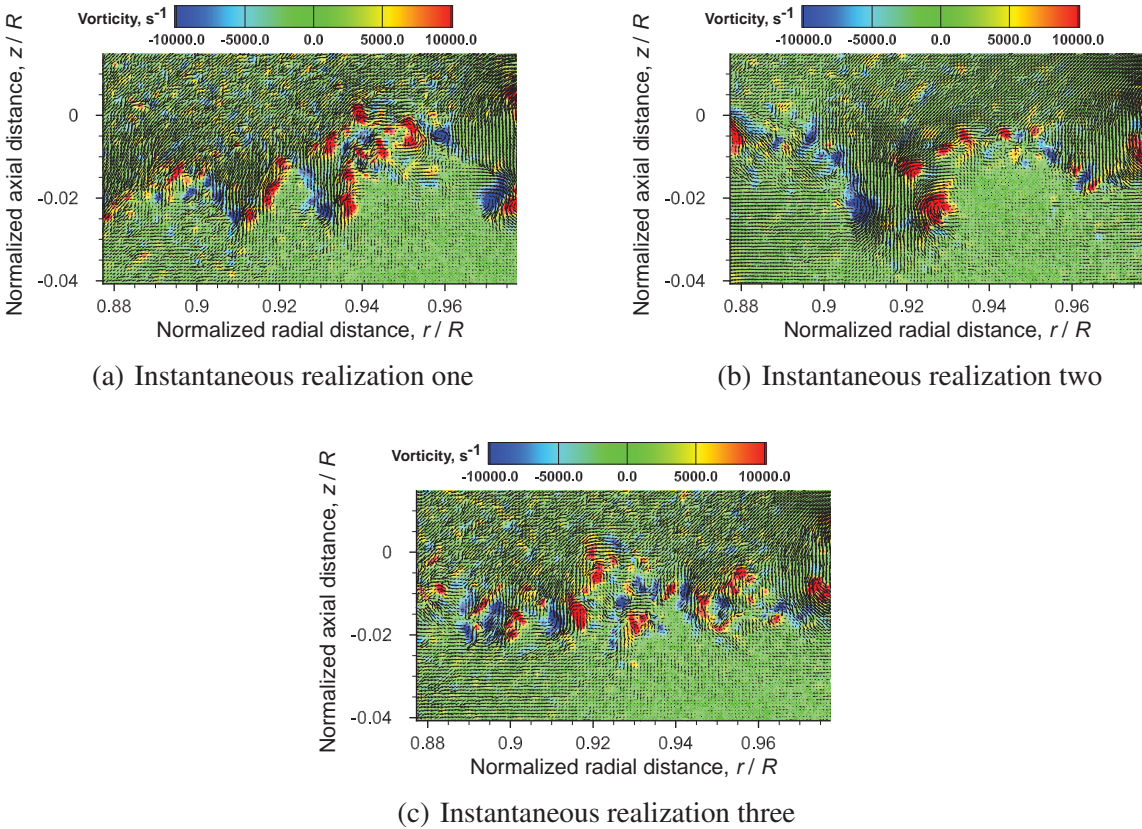 Vorticity, s-1
-10000.0 -5000.0 0.0 5000.0 10000.0
Normalized axial distance, z / R
0
-0.02
-0.04
0.88 0.9 0.92 0.94 0.96
Normalized radial distance, r / R
(a) Instantaneous realization one
Vorticity, s-1
-10000.0 -5000.0 0.0 5000.0 10000.0
Normalized axial distance, z / R
0
-0.02
-0.04
0.88 0.9 0.92 0.94 0.96
Normalized radial distance, r / R
(b) Instantaneous realization two
Vorticity, s-1
-10000.0 -5000.0 0.0 5000.0 10000.0
Normalized axial distance, z / R
0
-0.02
-0.04
0.88 0.9 0.92 0.94 0.96
Normalized radial distance, r / R
(c) Instantaneous realization three